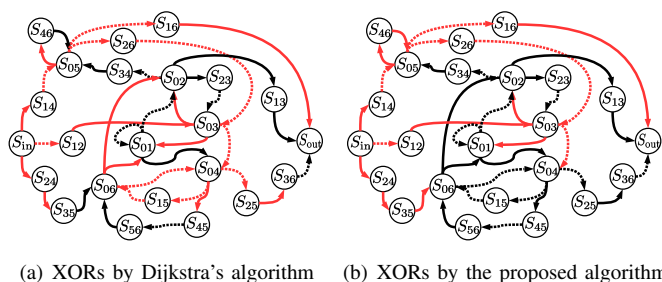 S46 S16 S26 S05 S34 S02 S23 S14 S13 S03 Sin S12 S01 Sout S24 S04 S06 S36 S35 S15 S25 S56 S45
S46 S16 S26 S05 S34 S02 S23 S14 S13 S03 Sin S12 S01 Sout S24 S04 S06 S36 S35 S15 S25 S56 S45
(a) XORs by Dijkstra's algorithm
(b) XORs by the proposed algorithm